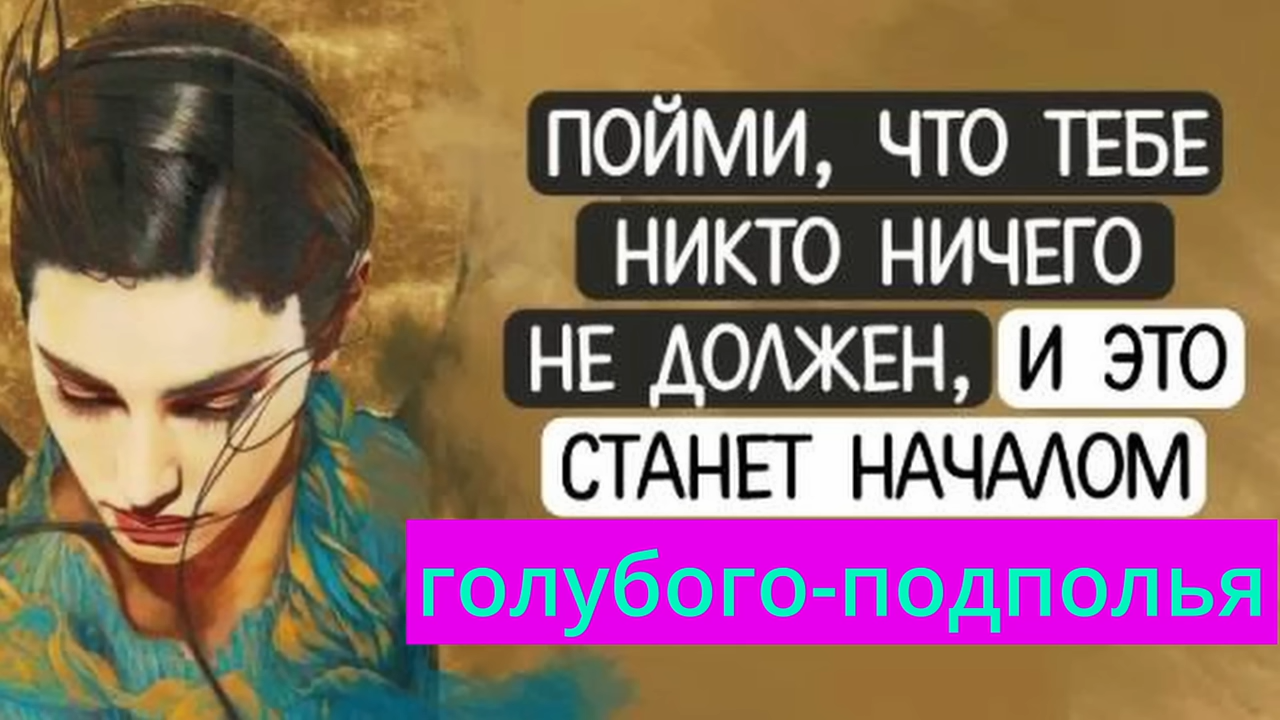 ПОЙМИ, ЧТО ТЕБЕ
НИКТО НИЧЕГО
НЕ ДОЛЖЕН, И ЭТО
СТАНЕТ НАЧАЛОМ
голубого-подполья